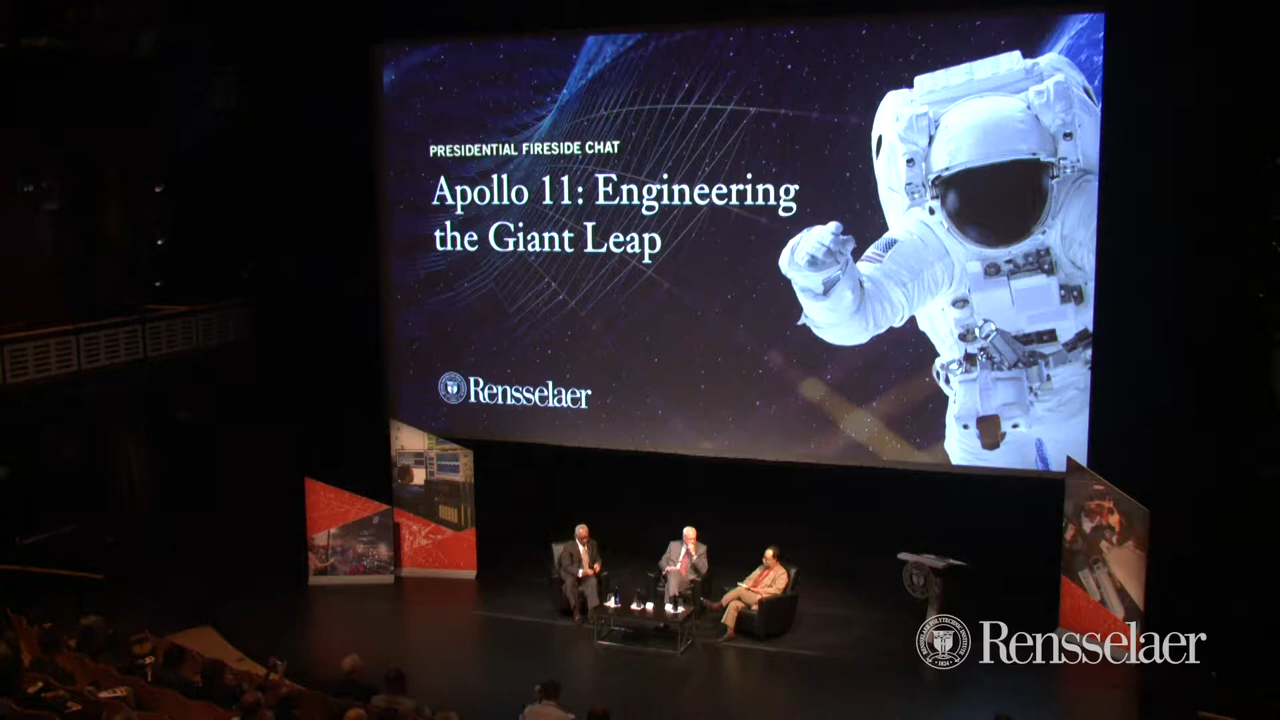 PRESIDENTIAL FIRESIDE CHAT
Apollo 11: Engineering
the Giant Leap
Rensselaer
Rensselaer